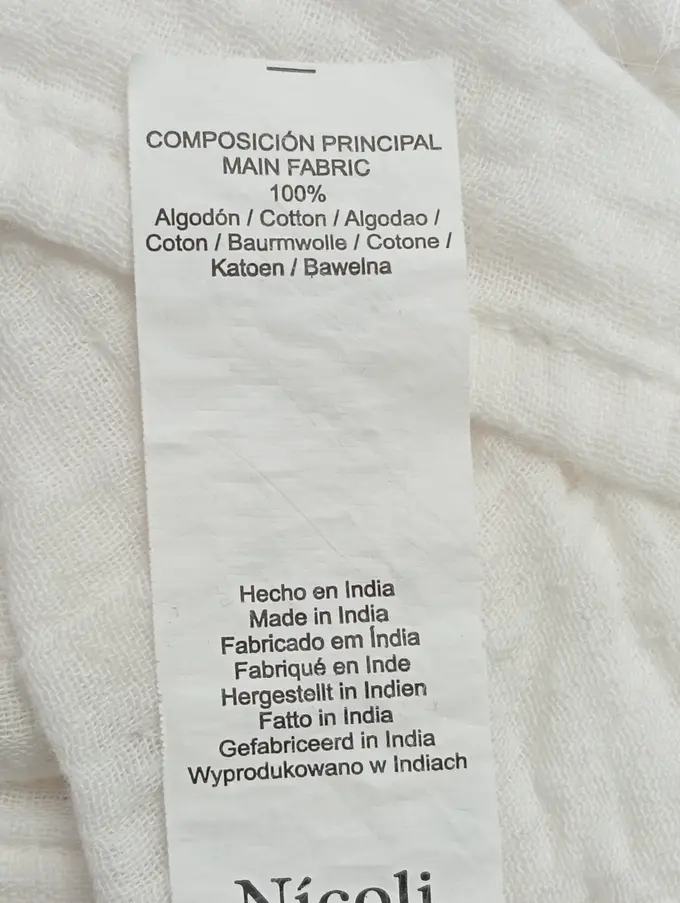 COMPOSICIÓN PRINCIPAL
MAIN FABRIC
100%
Algodón / Cotton / Algodao /
Coton / Baurmwolle / Cotone /
Katoen / Bawelna
Hecho en India
Made in India
Fabricado em Índia
Fabriqué en Inde
Hergestellt in Indien
Fatto in India
Gefabriceerd in India
Wyprodukowano w Indiach
Nícoli